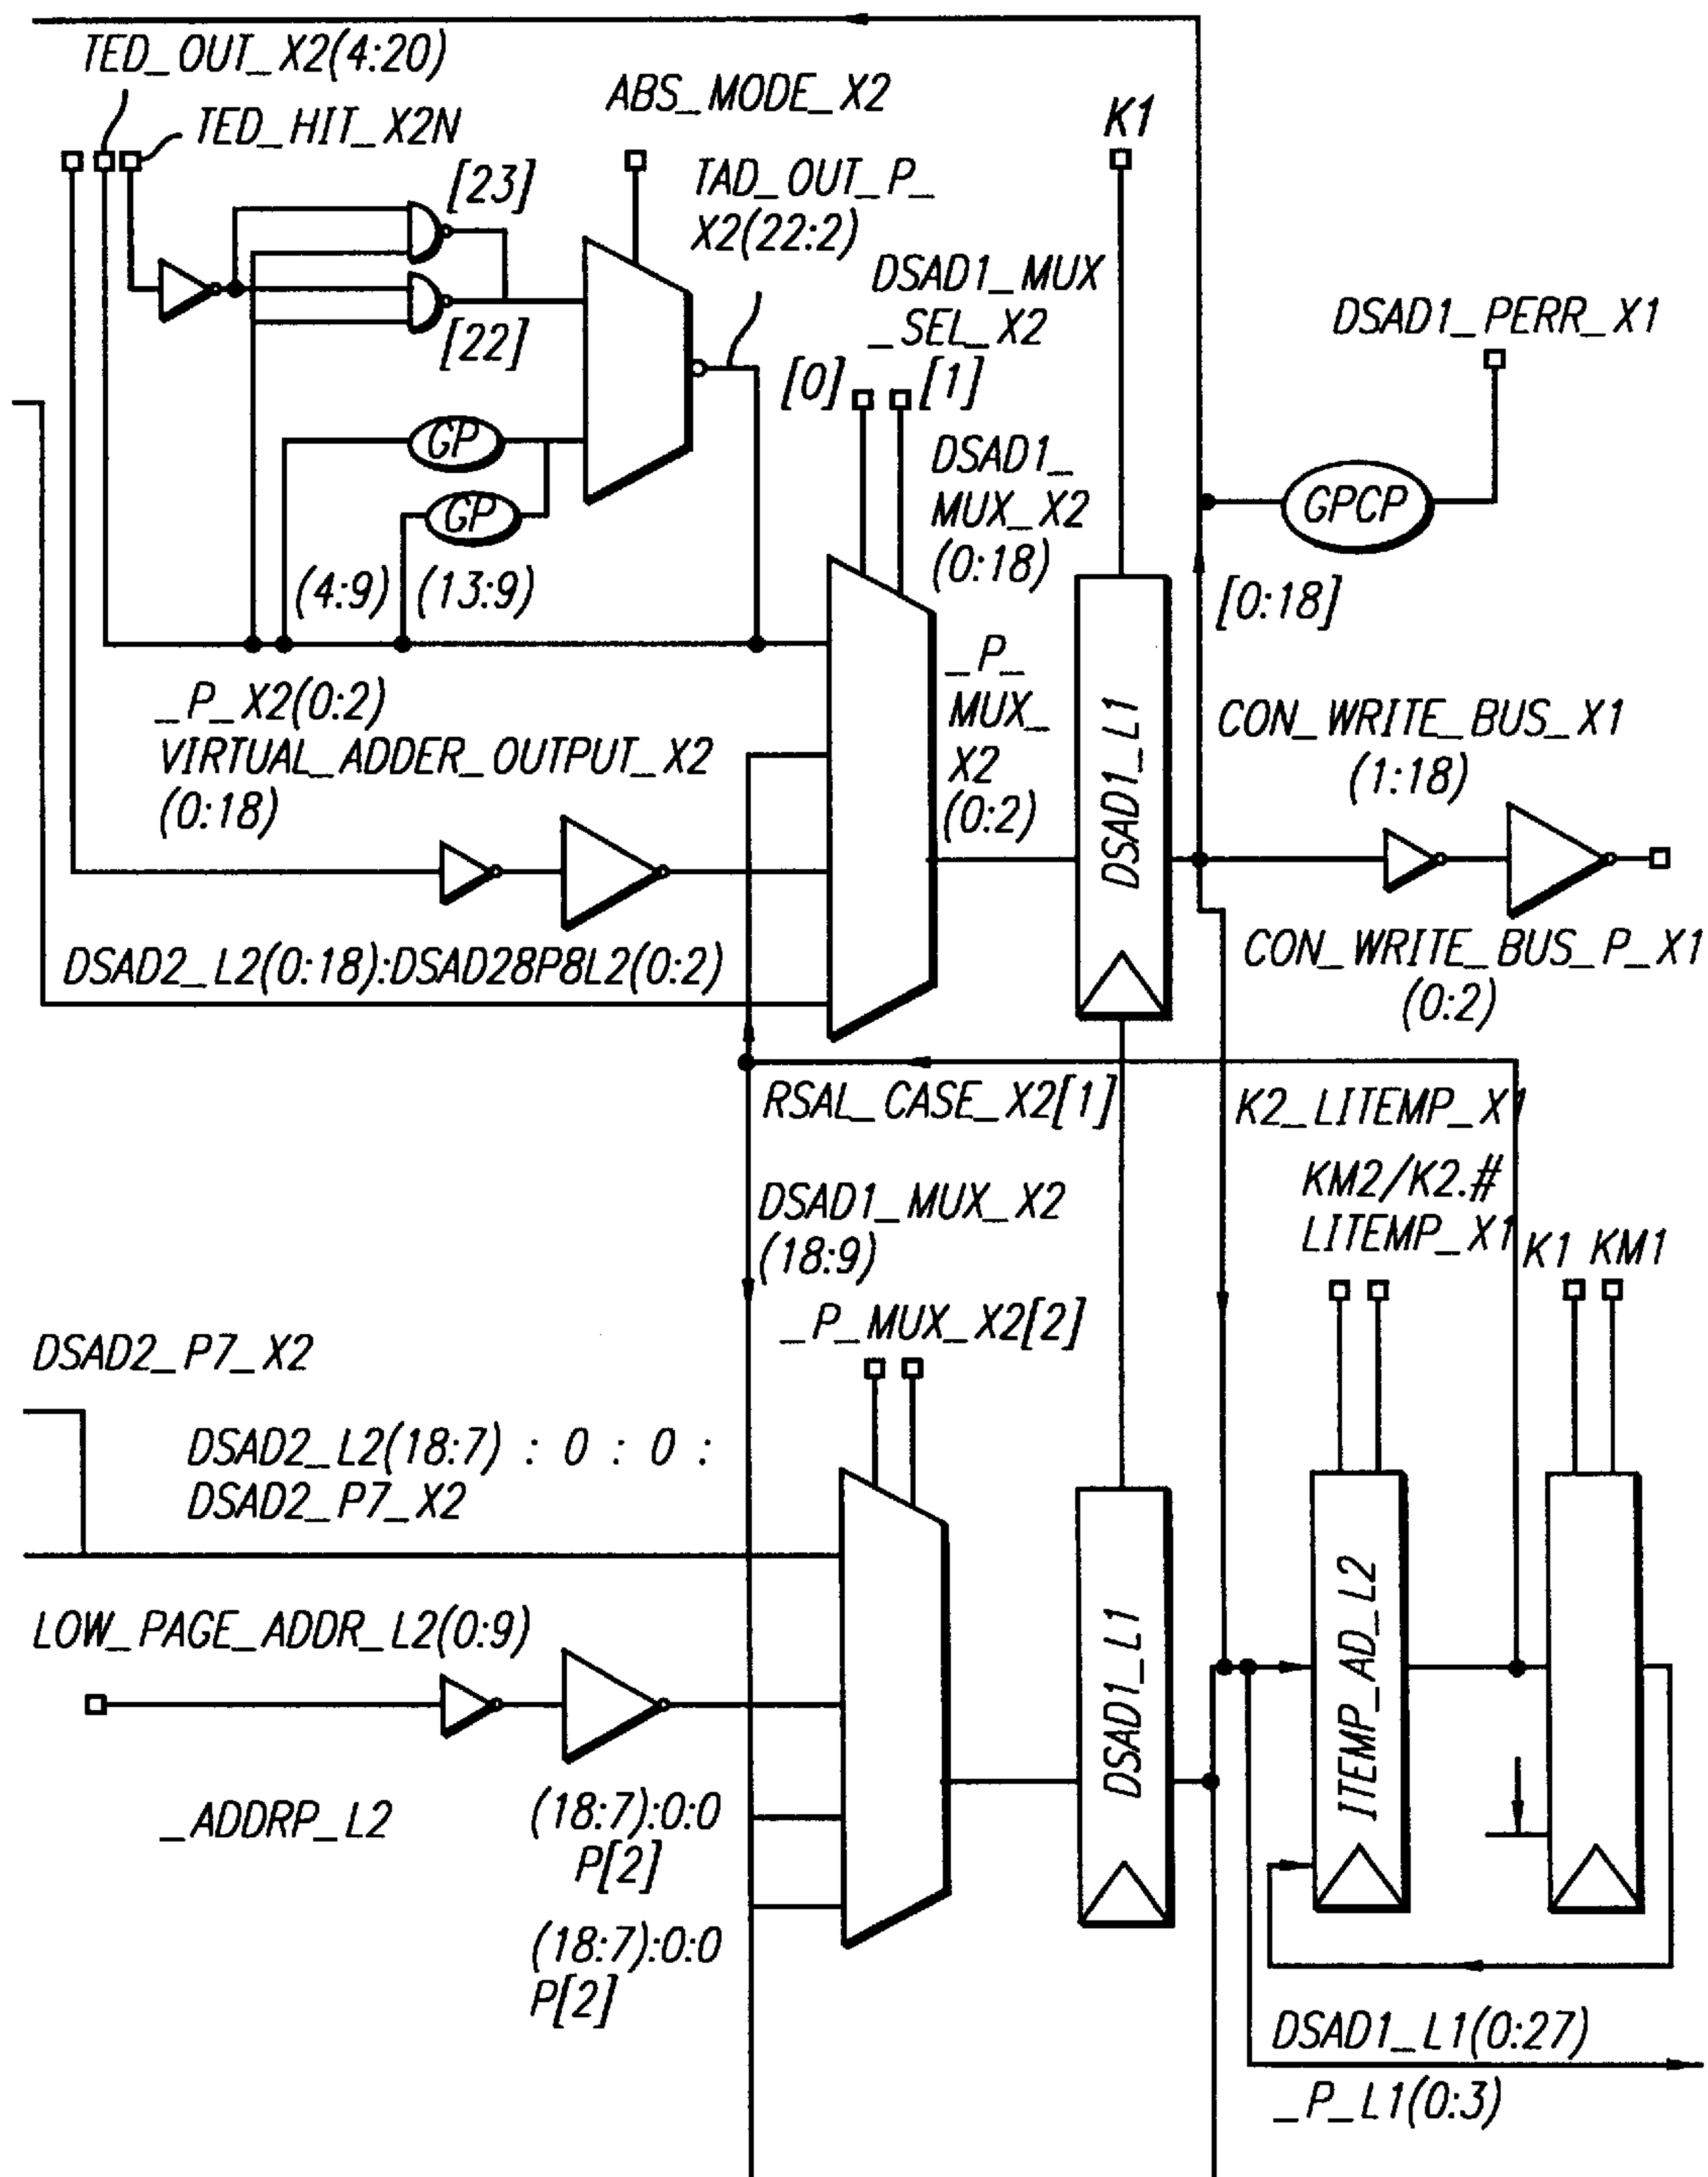 TED_OUT_X2(4:20)
TED_HIT_X2N
ABS_MODE_X2
K1
[23]
TAD_OUT_P_
X2(22:2)
[22]
DSAD1_MUX
_SEL_X2
[0]
[1]
DSAD1_PERR_X1
GP
GP
DSAD1_
MUX_X2
(0:18)
GPCP
(4:9)
(13:9)
[0:18]
_P_X2(0:2)
VIRTUAL_ADDER_OUTPUT_X2
(0:18)
_P_
MUX_
X2
(0:2)
DSAD1_L1
CON_WRITE_BUS_X1
(1:18)
DSAD2_L2(0:18):DSAD28P8L2(0:2)
CON_WRITE_BUS_P_X1
(0:2)
RSAL_CASE_X2[1]
K2_LITEMP_X1
DSAD1_MUX_X2
(18:9)
KM2/K2.#
LITEMP_X1
K1 KM1
_P_MUX_X2[2]
DSAD2_P7_X2
DSAD2_L2(18:7) : 0 : 0 :
DSAD2_P7_X2
LOW_PAGE_ADDR_L2(0:9)
DSAD1_L1
ITEMP_AD_L2
_ADDRP_L2
(18:7):0:0
P[2]
(18:7):0:0
P[2]
DSAD1_L1(0:27)
_P_L1(0:3)